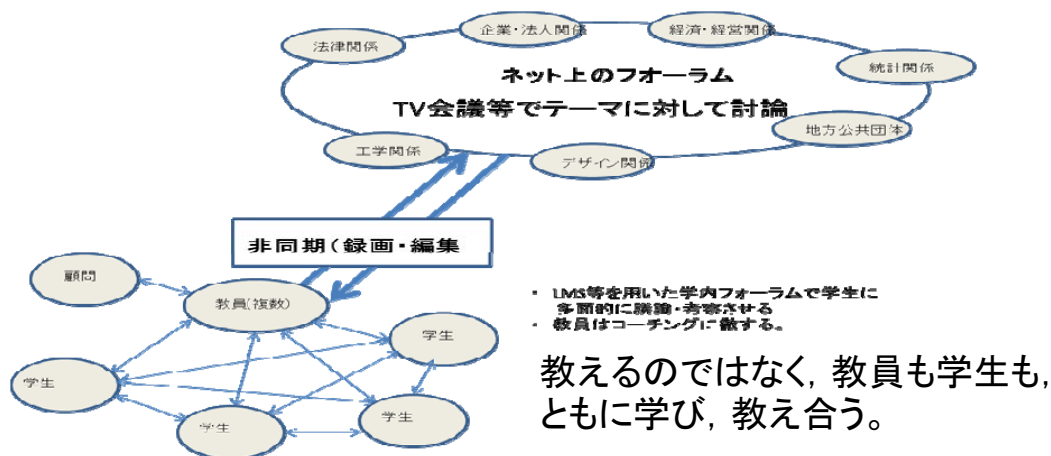 企業・法人関係
経済・経営関係
法律関係
統計関係
ネット上のフォーラム
TV会議等でテーマに対して討論
地方公共団体
工学関係
デザイン関係
非同期(録画・編集
顧問
教員(複数)
・ LMS等を用いた学内フォーラムで学生に
多面的に議論・考察させる
・ 教員はコーチングに徹する。
学生
学生
学生
学生
教えるのではなく, 教員も学生も,
ともに学び, 教え合う。